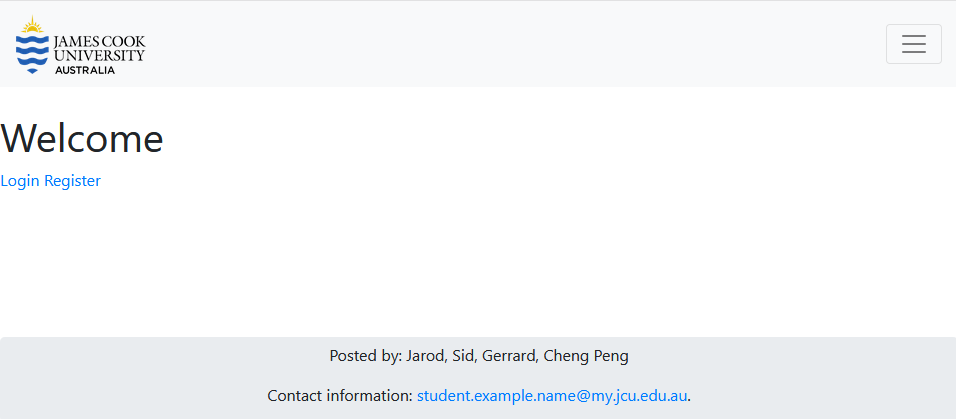 JAMES COOK
UNIVERSITY
AUSTRALIA
Welcome
Login Register
Posted by: Jarod, Sid, Gerrard, Cheng Peng
Contact information: student.example.name@my.jcu.edu.au.